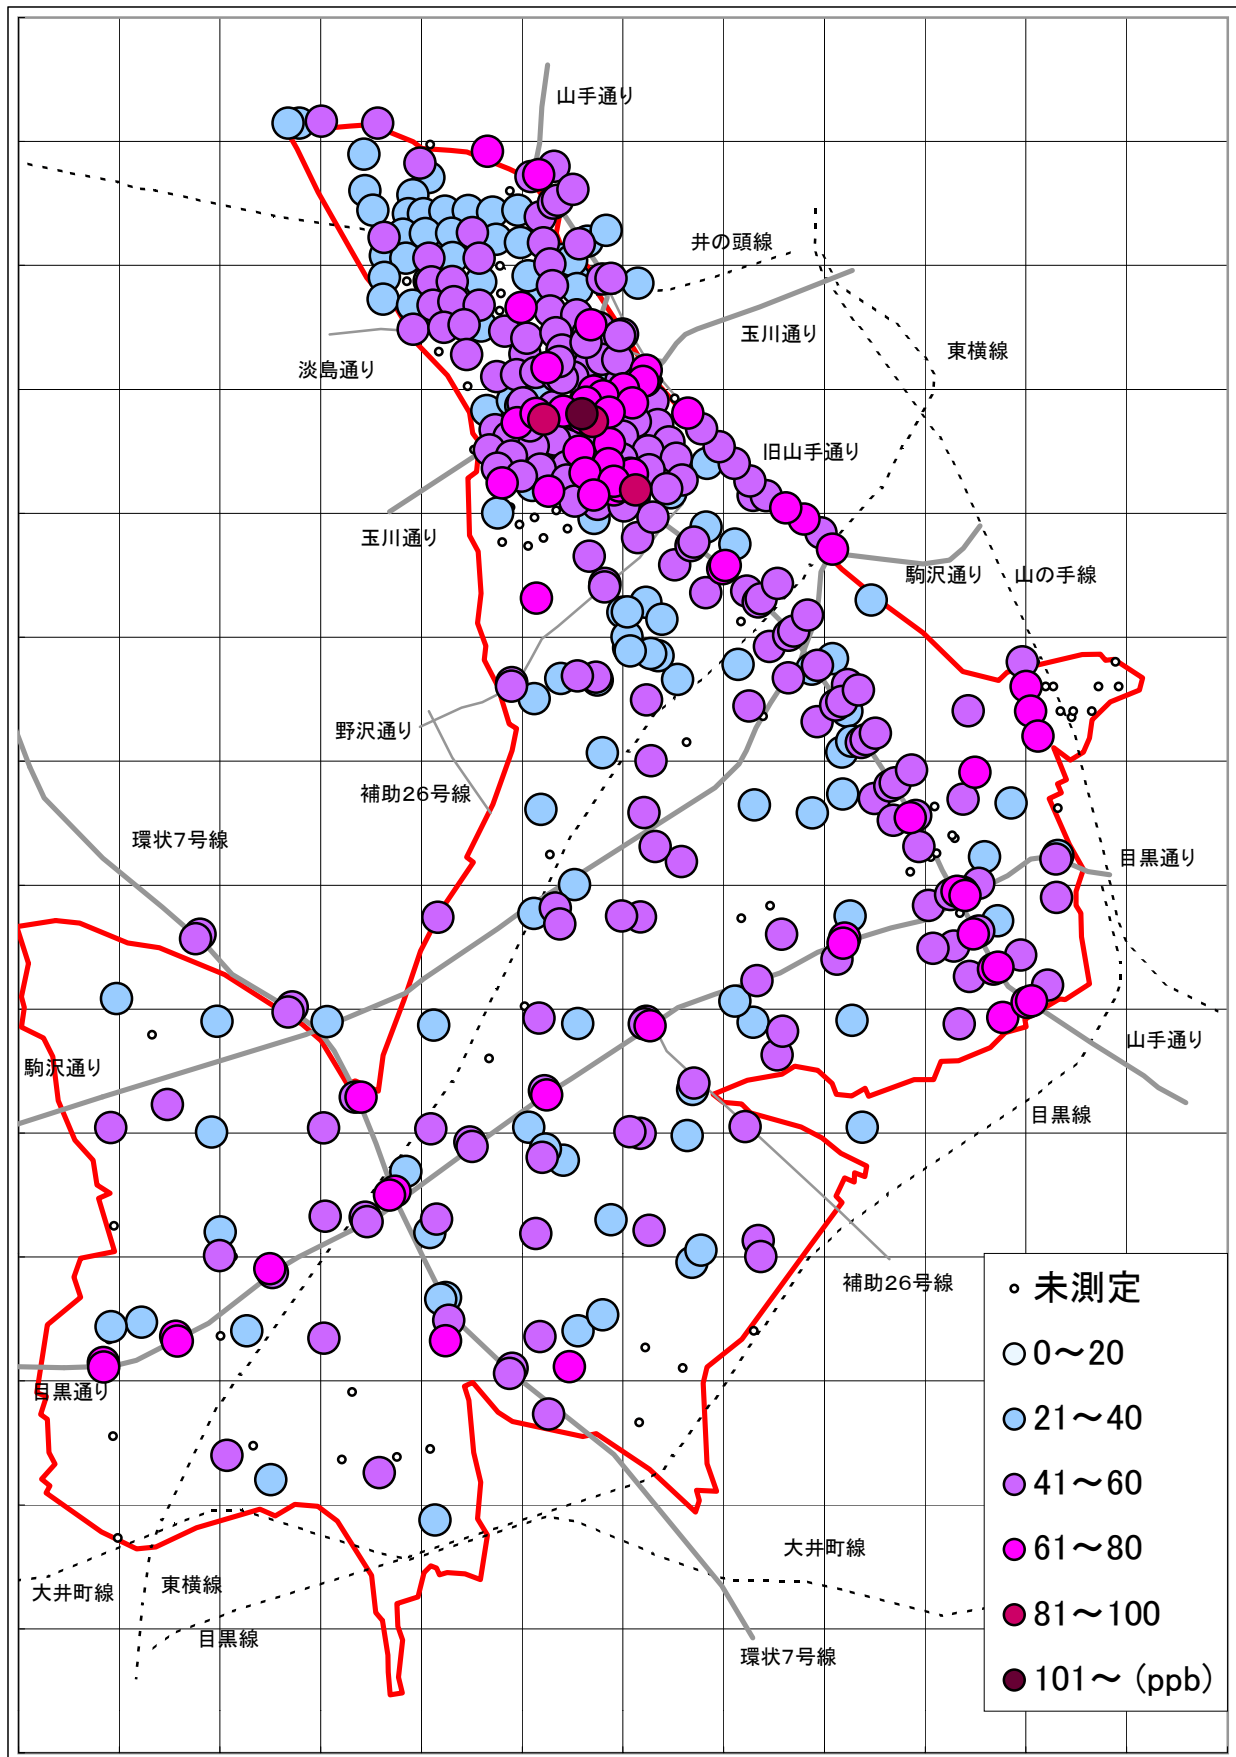 山手通り
井の頭線
玉川通り
東横線
淡島通り
旧山手通り
玉川通り
駒沢通り
山の手線
野沢通り
補助26号線
環状7号線
目黒通り
山手通り
駒沢通り
目黒線
補助26号線
目黒通り
大井町線
大井町線
東横線
目黒線
環状7号線
未測定
0～20
21～40
41～60
61～80
81～100
101～ (ppb)